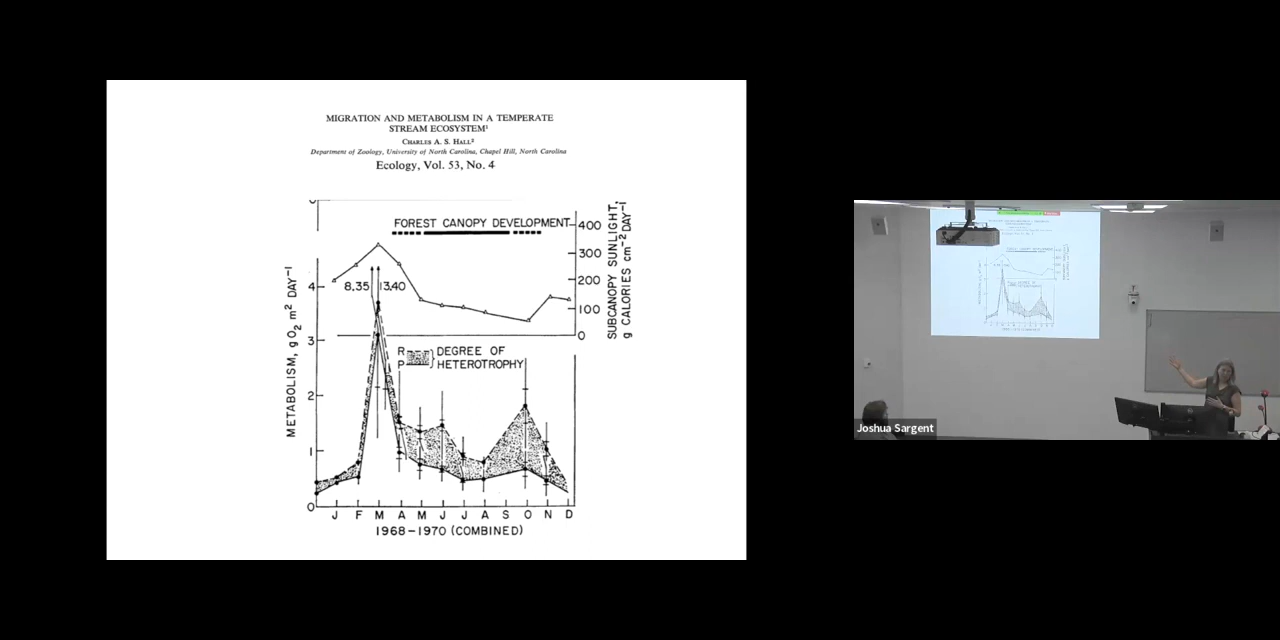 MIGRATION AND METABOLISM IN A TEMPERATE
STREAM ECOSYSTEM¹
CHARLES A. S. HALL²
Department of Zoology, University of North Carolina, Chapel Hill, North Carolina
Ecology, Vol. 53, No. 4
FOREST CANOPY DEVELOPMENT
400
300
200
100
0
SUBCANOPY SUNLIGHT,
g CALORIES cm⁻² DAY⁻¹
8.35
13.40
METABOLISM, g O₂ m² DAY⁻¹
4
3
2
1
0
R
P
DEGREE OF
HETEROTROPHY
J F M A M J J A S O N D
1968-1970 (COMBINED)
Joshua Sargent